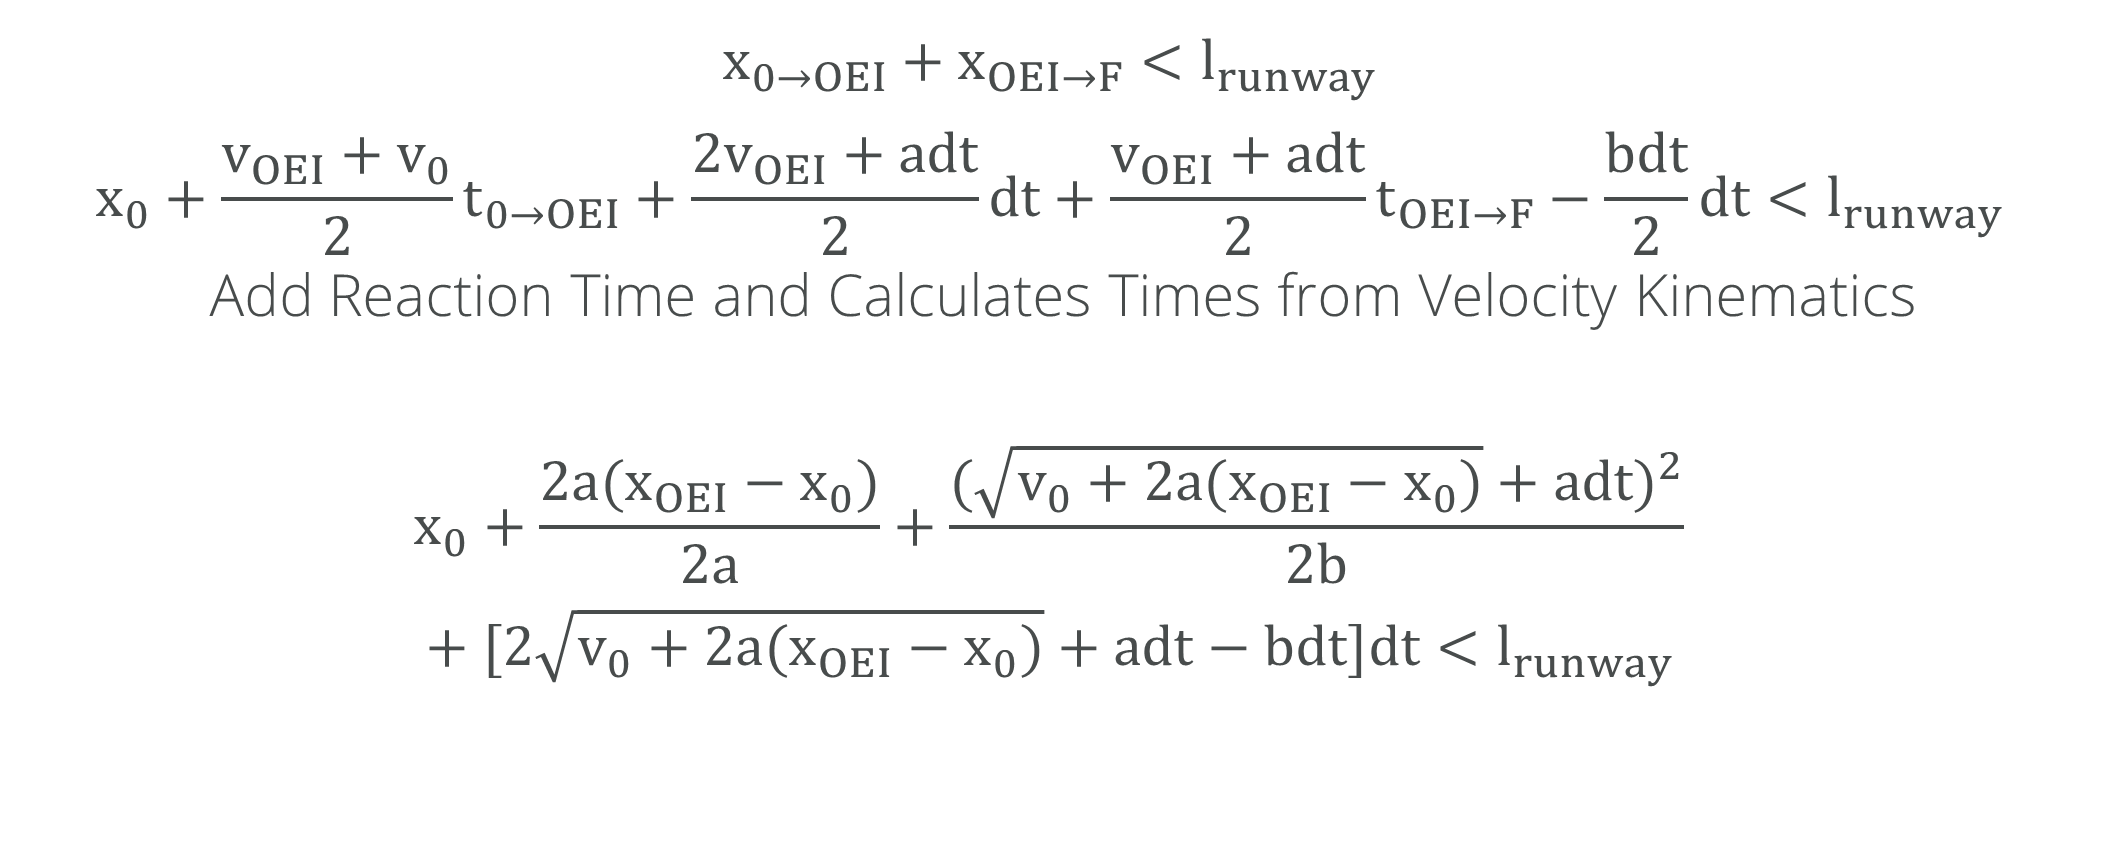 x₀→OEI + xOEI→F < lrunway
x₀ + (vOEI + v₀)/2 t₀→OEI + (2vOEI + adt)/2 dt + (vOEI + adt)/2 tOEI→F − bdt/2 dt < lrunway
Add Reaction Time and Calculates Times from Velocity Kinematics
x₀ + 2a(xOEI − x₀)/2a + (√(v₀ + 2a(xOEI − x₀)) + adt)²/2b
+ [2√(v₀ + 2a(xOEI − x₀)) + adt − bdt]dt < lrunway